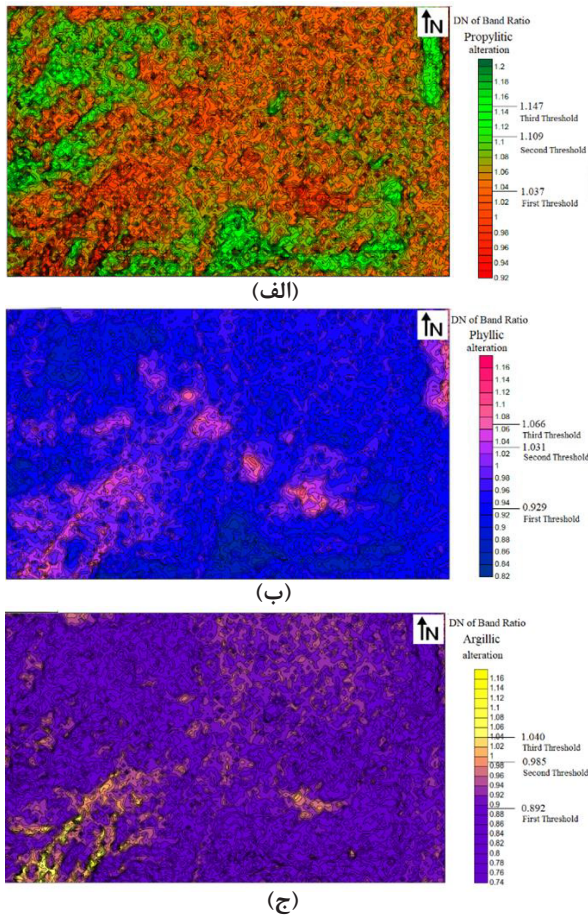 N
DN of Band Ratio
Propylitic
alteration
1.2
1.18
1.16
1.147
Third Threshold
1.14
1.12
1.109
Second Threshold
1.1
1.08
1.06
1.04
1.037
First Threshold
1.02
1
0.98
0.96
0.94
0.92
(الف)
N
DN of Band Ratio
Phyllic
alteration
1.16
1.14
1.12
1.1
1.08
1.066
Third Threshold
1.06
1.04
1.031
Second Threshold
1.02
1
0.98
0.96
0.94
0.929
First Threshold
0.92
0.9
0.88
0.86
0.84
0.82
(ب)
N
DN of Band Ratio
Argillic
alteration
1.16
1.14
1.12
1.1
1.08
1.06
1.04
1.040
Third Threshold
1.02
1
0.985
Second Threshold
0.98
0.96
0.94
0.92
0.9
0.892
First Threshold
0.88
0.86
0.84
0.82
0.8
0.78
0.76
0.74
(ج)